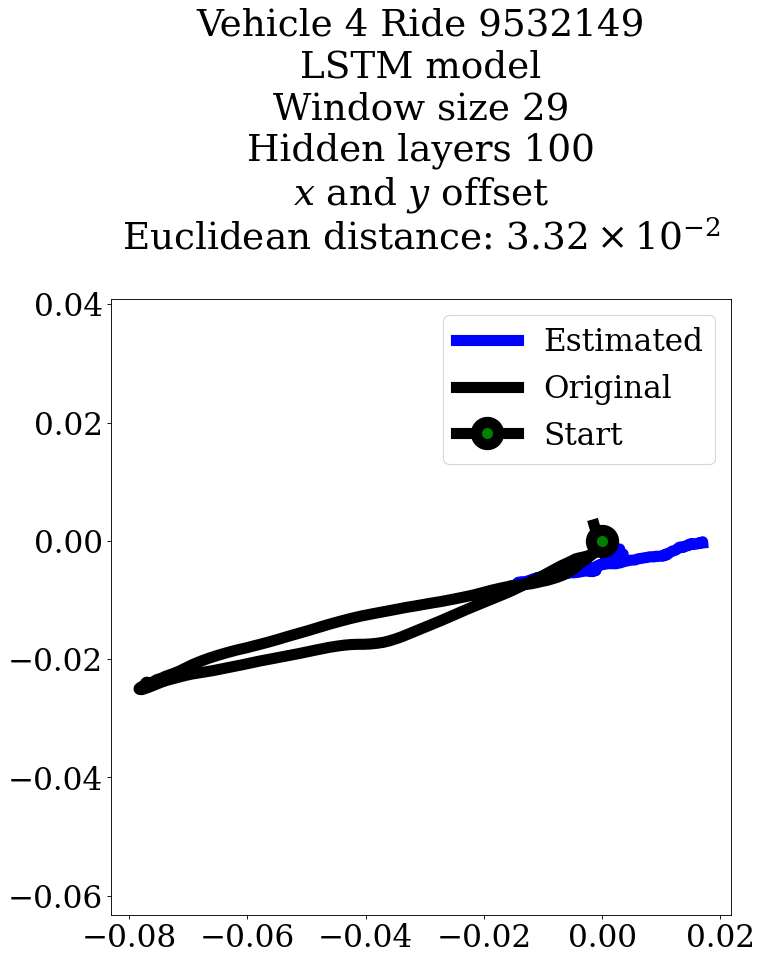 Vehicle 4 Ride 9532149
LSTM model
Window size 29
Hidden layers 100
x and y offset
Euclidean distance: 3.32 × 10⁻²
Estimated
Original
Start
0.04
0.02
0.00
−0.02
−0.04
−0.06
−0.08 −0.06 −0.04 −0.02 0.00 0.02